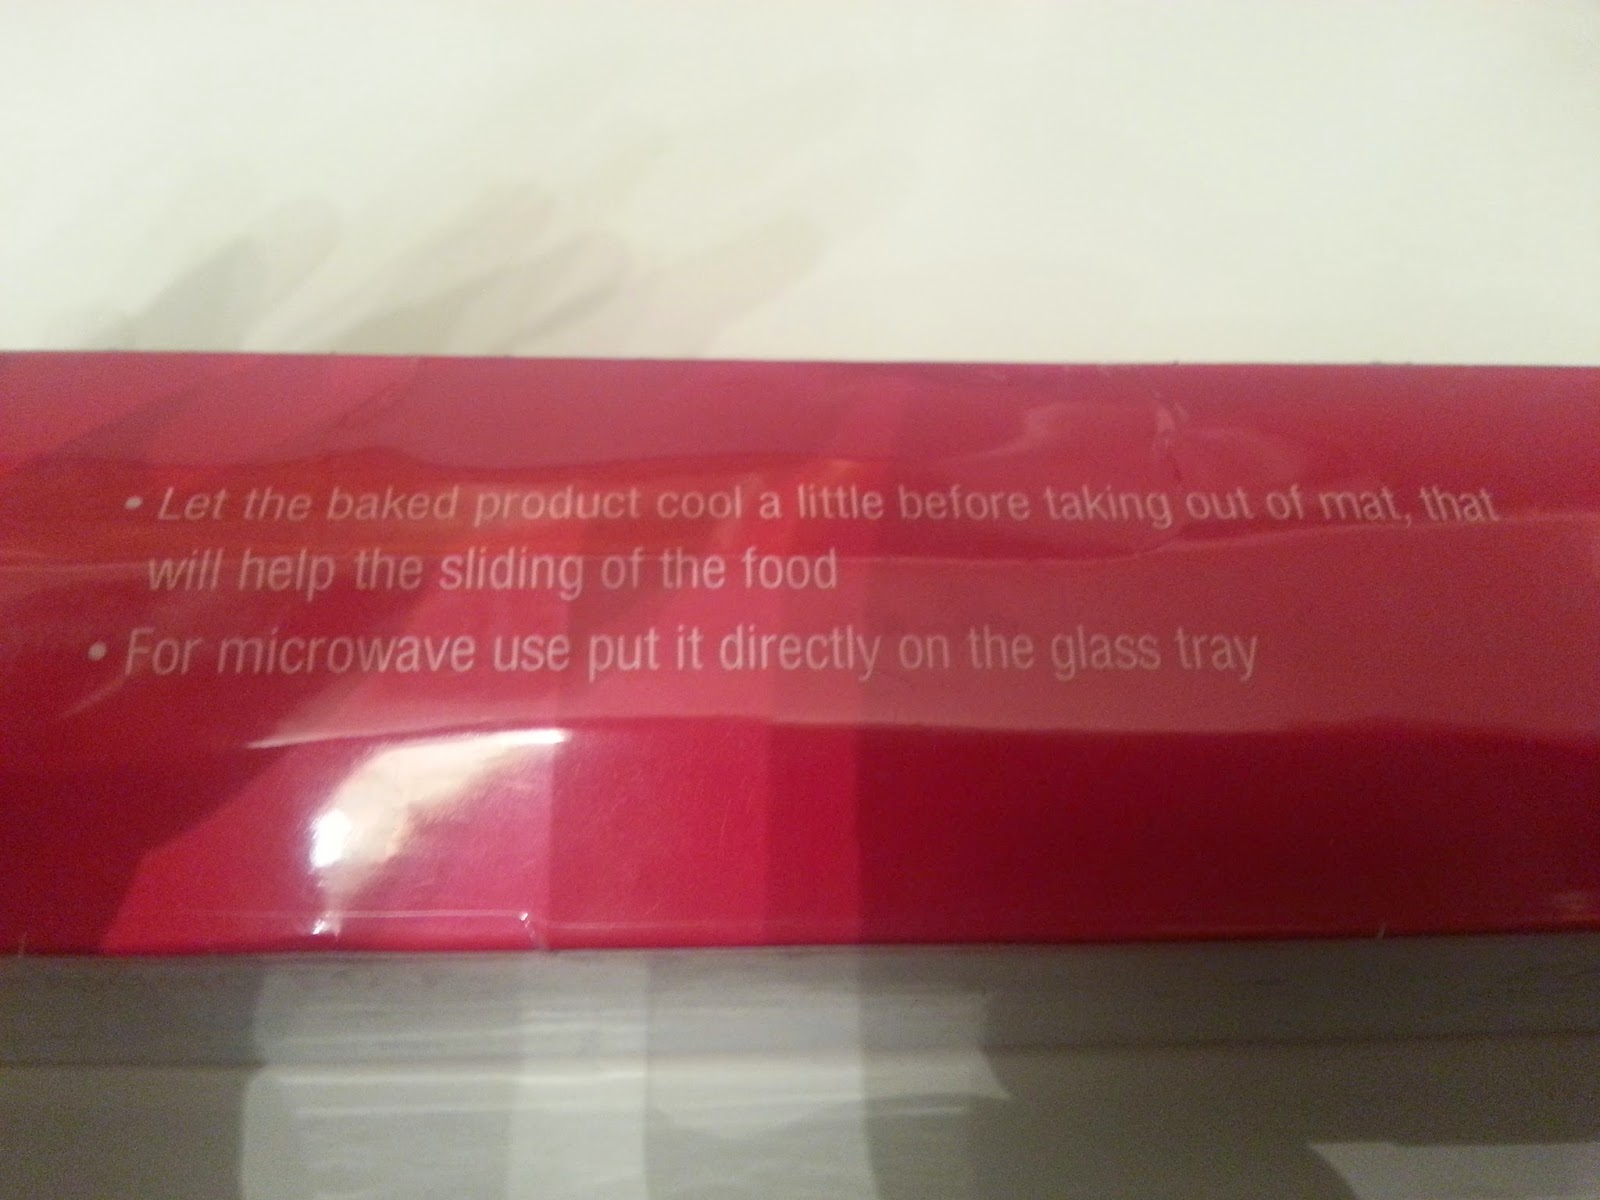 • Let the baked product cool a little before taking out of mat, that
will help the sliding of the food
• For microwave use put it directly on the glass tray